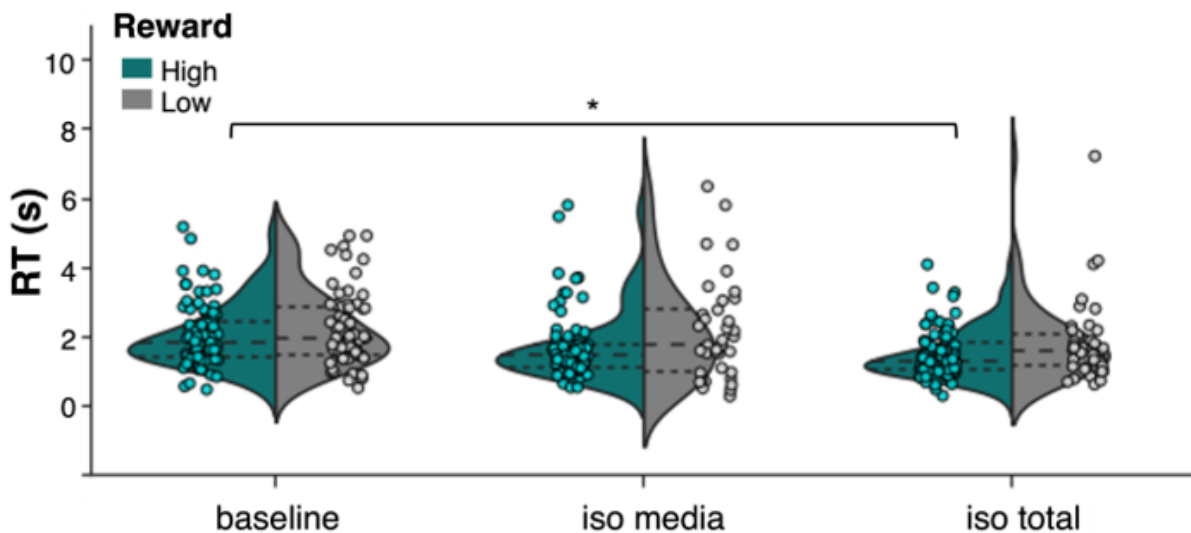 Reward
High
Low
*
RT (s)
10
8
6
4
2
0
baseline
iso media
iso total